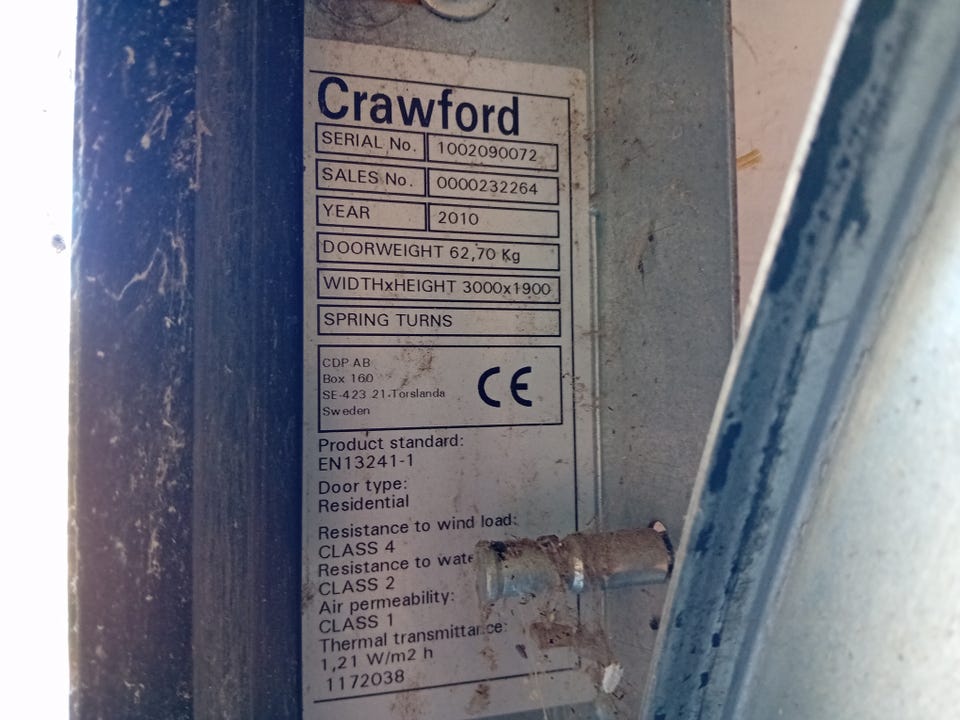 Crawford
SERIAL No. 1002090072
SALES No. 0000232264
YEAR 2010
DOORWEIGHT 62,70 Kg
WIDTHxHEIGHT 3000x1900
SPRING TURNS
CDP AB
Box 160
SE-423 21 Torslanda
Sweden
CE
Product standard:
EN13241-1
Door type:
Residential
Resistance to wind load:
CLASS 4
Resistance to
CLASS 2
Air permeability:
CLASS 1
Thermal transmittance:
1,21 W/m2 h
1172038